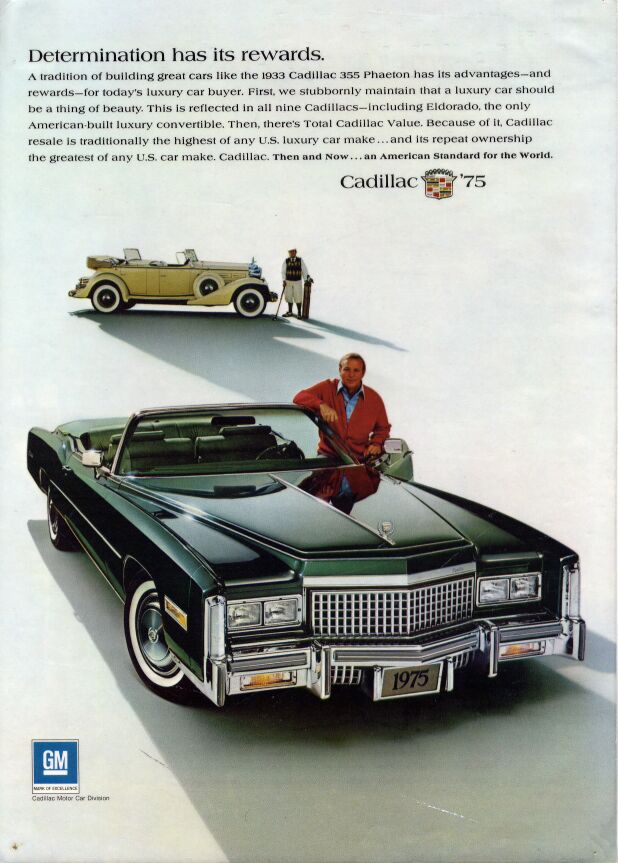 Determination has its rewards.
A tradition of building great cars like the 1933 Cadillac 355 Phaeton has its advantages—and
rewards—for today's luxury car buyer. First, we stubbornly maintain that a luxury car should
be a thing of beauty. This is reflected in all nine Cadillacs—including Eldorado, the only
American-built luxury convertible. Then, there's Total Cadillac Value. Because of it, Cadillac
resale is traditionally the highest of any U.S. luxury car make...and its repeat ownership
the greatest of any U.S. car make. Cadillac. Then and Now...an American Standard for the World.
Cadillac '75
1975
GM
MARK OF EXCELLENCE
Cadillac Motor Car Division